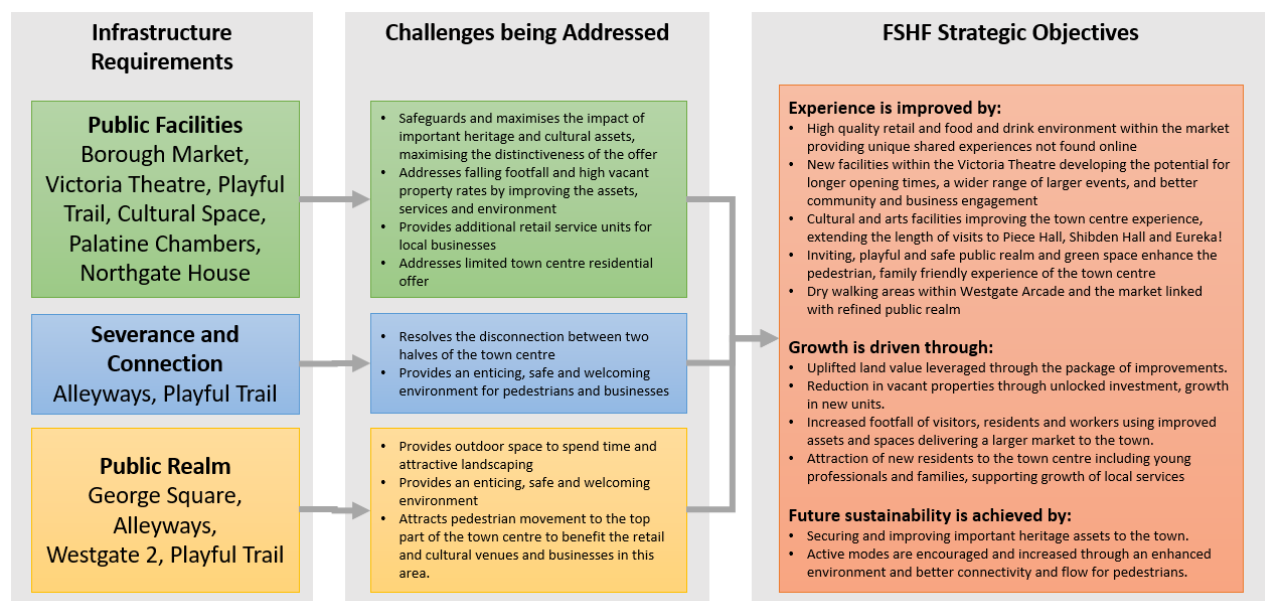 Infrastructure
Requirements
Public Facilities
Borough Market,
Victoria Theatre, Playful
Trail, Cultural Space,
Palatine Chambers,
Northgate House
Severance and
Connection
Alleyways, Playful Trail
Public Realm
George Square,
Alleyways,
Westgate 2, Playful Trail
Challenges being Addressed
• Safeguards and maximises the impact of
important heritage and cultural assets,
maximising the distinctiveness of the offer
• Addresses falling footfall and high vacant
property rates by improving the assets,
services and environment
• Provides additional retail service units for
local businesses
• Addresses limited town centre residential
offer
• Resolves the disconnection between two
halves of the town centre
• Provides an enticing, safe and welcoming
environment for pedestrians and businesses
• Provides outdoor space to spend time and
attractive landscaping
• Provides an enticing, safe and welcoming
environment
• Attracts pedestrian movement to the top
part of the town centre to benefit the retail
and cultural venues and businesses in this
area.
FSHF Strategic Objectives
Experience is improved by:
• High quality retail and food and drink environment within the market
providing unique shared experiences not found online
• New facilities within the Victoria Theatre developing the potential for
longer opening times, a wider range of larger events, and better
community and business engagement
• Cultural and arts facilities improving the town centre experience,
extending the length of visits to Piece Hall, Shibden Hall and Eureka!
• Inviting, playful and safe public realm and green space enhance the
pedestrian, family friendly experience of the town centre
• Dry walking areas within Westgate Arcade and the market linked
with refined public realm
Growth is driven through:
• Uplifted land value leveraged through the package of improvements.
• Reduction in vacant properties through unlocked investment, growth
in new units.
• Increased footfall of visitors, residents and workers using improved
assets and spaces delivering a larger market to the town.
• Attraction of new residents to the town centre including young
professionals and families, supporting growth of local services
Future sustainability is achieved by:
• Securing and improving important heritage assets to the town.
• Active modes are encouraged and increased through an enhanced
environment and better connectivity and flow for pedestrians.